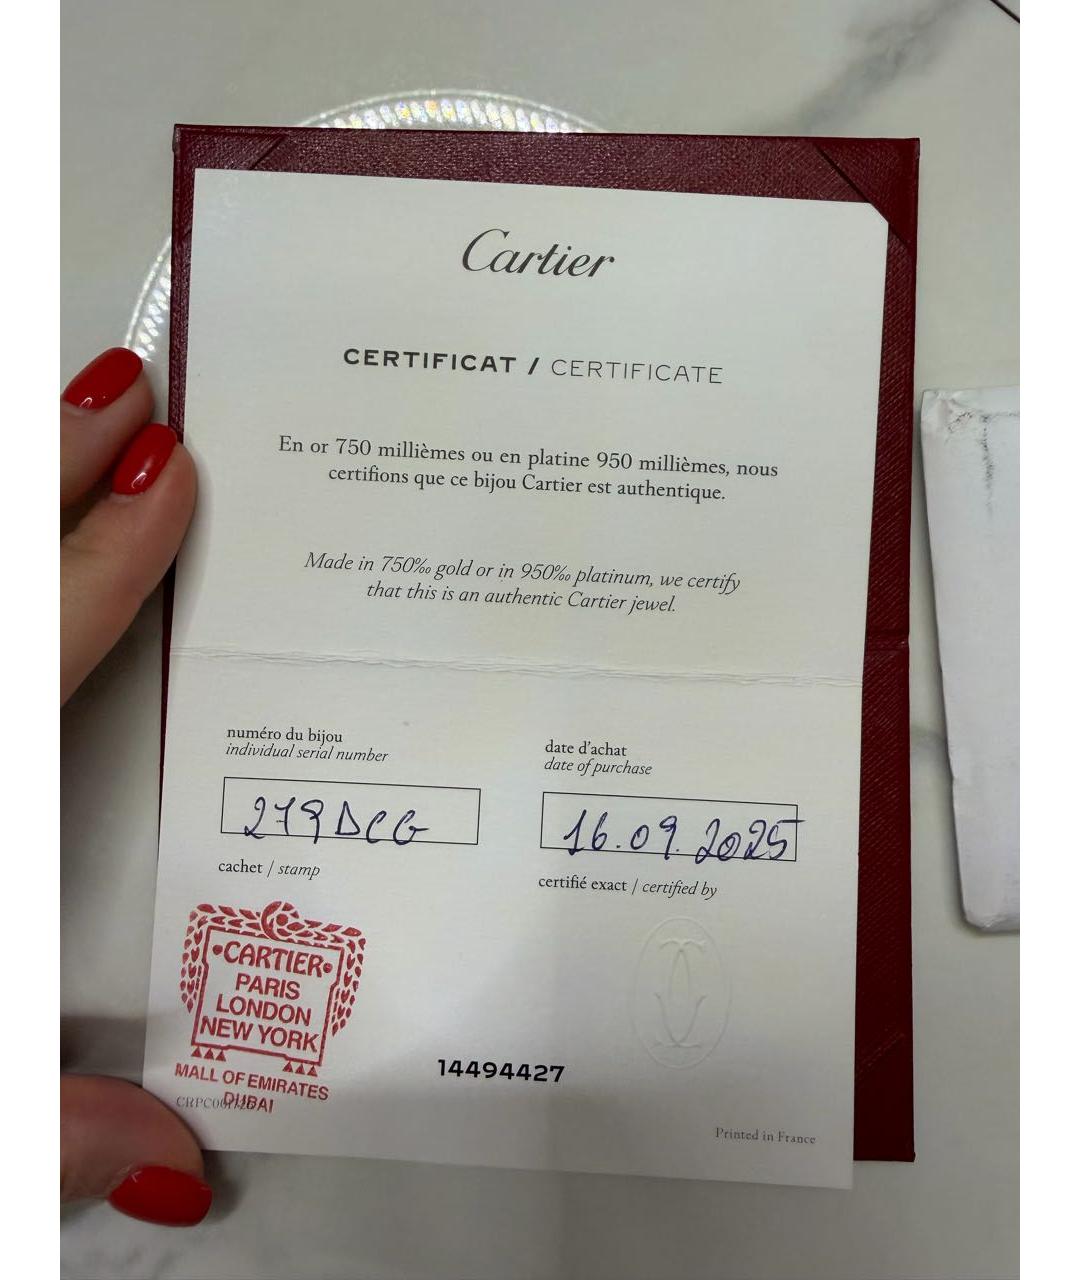 Cartier
CERTIFICAT / CERTIFICATE
En or 750 millièmes ou en platine 950 millièmes, nous
certifions que ce bijou Cartier est authentique.
Made in 750‰ gold or in 950‰ platinum, we certify
that this is an authentic Cartier jewel.
numéro du bijou
individual serial number
279DCG
date d'achat
date of purchase
16.09.2025
cachet / stamp
certifié exact / certified by
CARTIER
PARIS
LONDON
NEW YORK
MALL OF EMIRATES
DUBAI
14494427
Printed in France